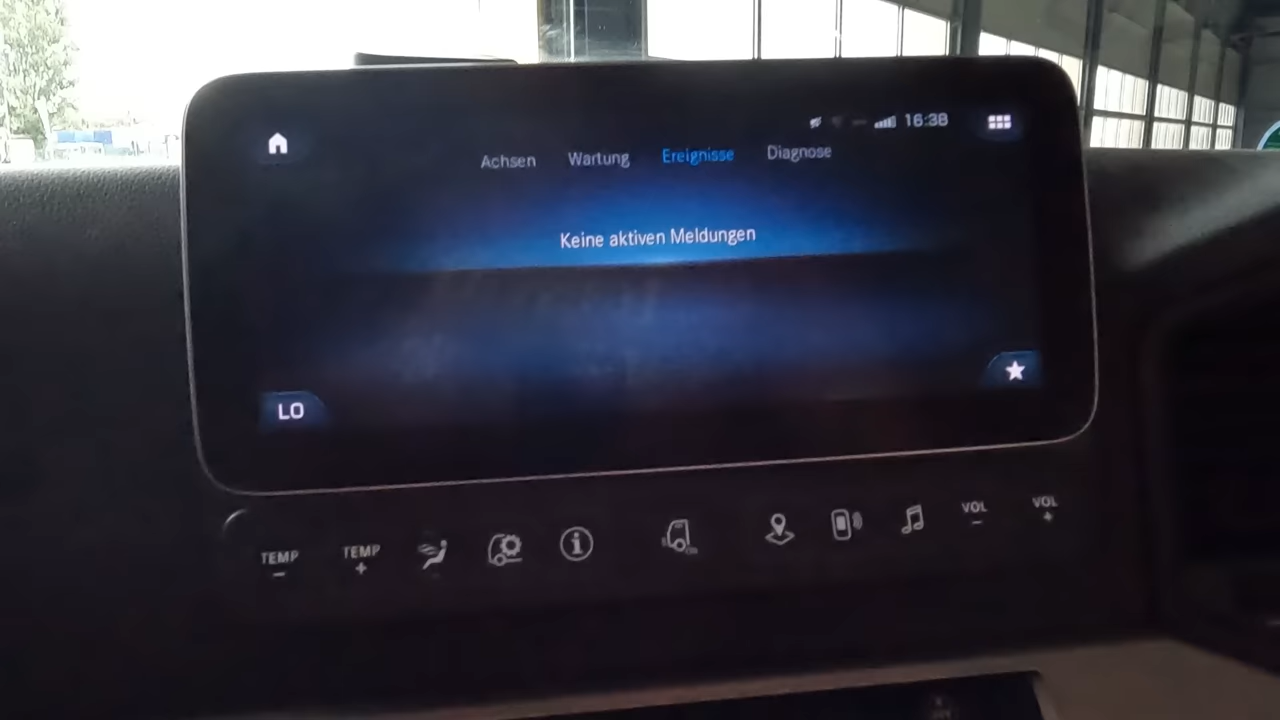 16:38
Achsen Wartung Ereignisse Diagnose
Keine aktiven Meldungen
LO
TEMP -
TEMP +
VOL -
VOL +